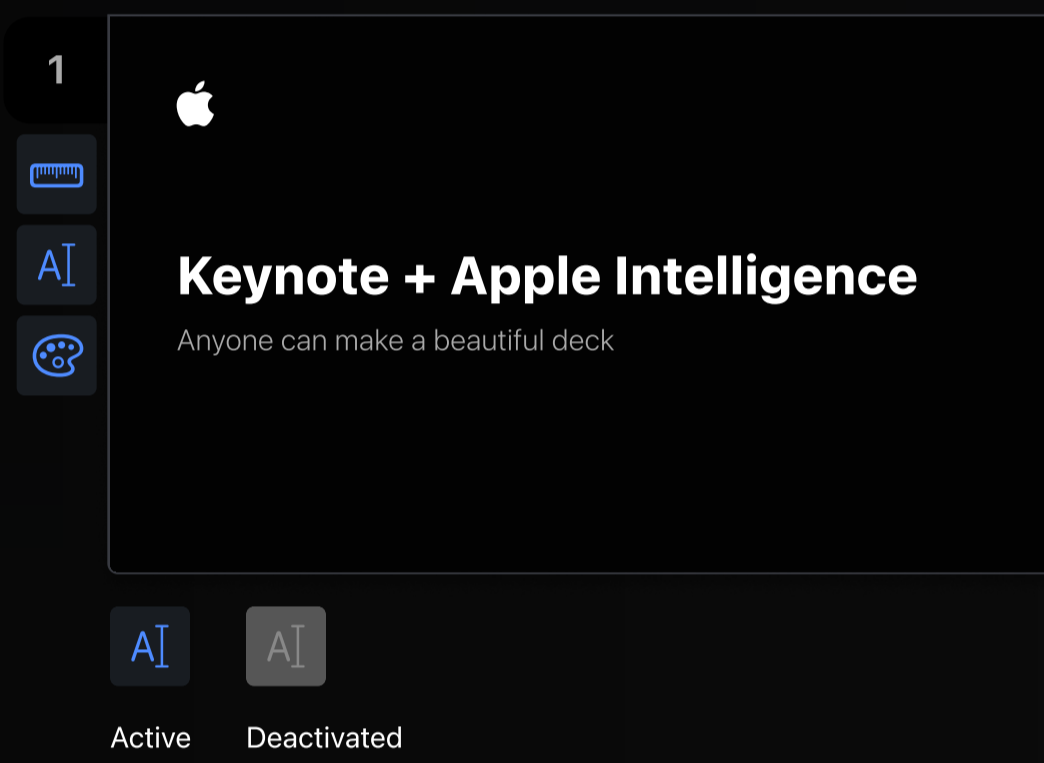 1
Keynote + Apple Intelligence
Anyone can make a beautiful deck
Active Deactivated